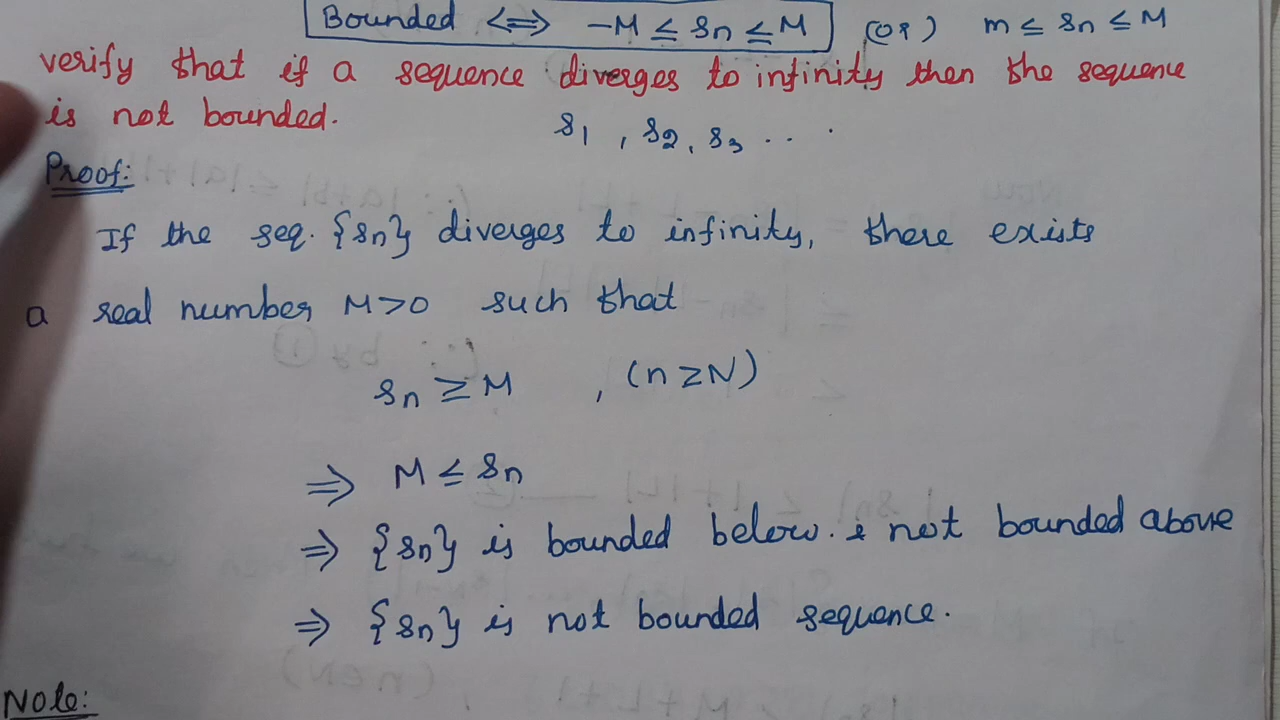 Bounded ⟺ -M ≤ sn ≤ M (or) m ≤ sn ≤ M
verify that if a sequence diverges to infinity then the sequence
is not bounded. s1, s2, s3 ...
Proof:
If the seq. {sn} diverges to infinity, there exists
a real number M>0 such that
sn ≥ M , (n ≥ N)
⇒ M ≤ sn
⇒ {sn} is bounded below. & not bounded above
⇒ {sn} is not bounded sequence.
Note: